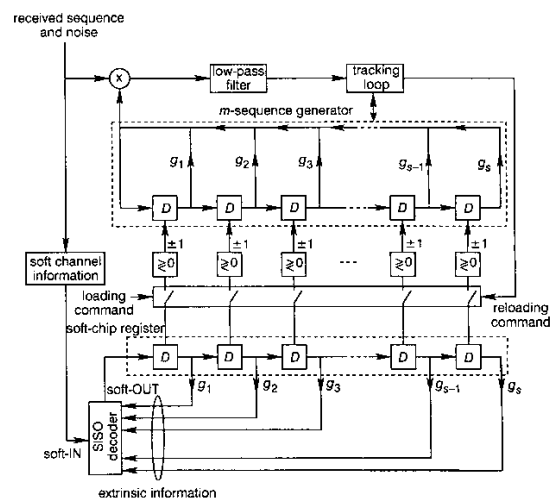 received sequence
and noise
x
low-pass
filter
tracking
loop
m-sequence generator
g1 g2 g3 gs–1 gs
D D D D D
±1 ±1 ±1 ±1 ±1
soft channel
information
≷0 ≷0 ≷0 ... ≷0 ≷0
loading
command
reloading
command
soft-chip register
D D D D D
soft-OUT
g1 g2 g3 gs–1 gs
SISO
decoder
soft-IN
extrinsic information